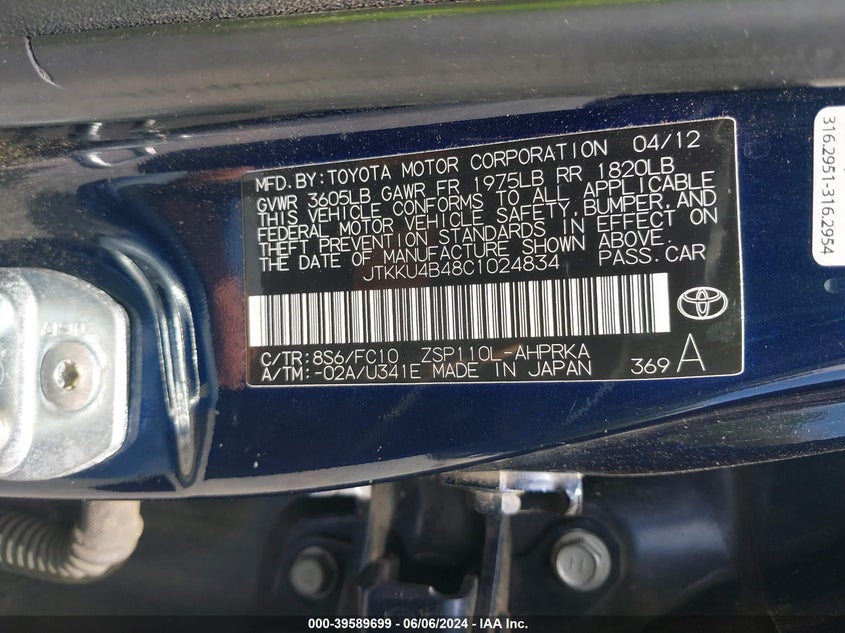 MFD.BY:TOYOTA MOTOR CORPORATION 04/12
GVWR 3605LB GAWR FR 1975LB RR 1820LB
THIS VEHICLE CONFORMS TO ALL APPLICABLE
FEDERAL MOTOR VEHICLE SAFETY,BUMPER,AND
THEFT PREVENTION STANDARDS IN EFFECT ON
THE DATE OF MANUFACTURE SHOWN ABOVE.
JTKKU4B48C1024834 PASS.CAR
C/TR:8S6/FC10 ZSP110L-AHPRKA
A/TM:-02A/U341E MADE IN JAPAN 369 A
316.2951-316.2954
AISIN
000-39589699 - 06/06/2024 - IAA Inc.